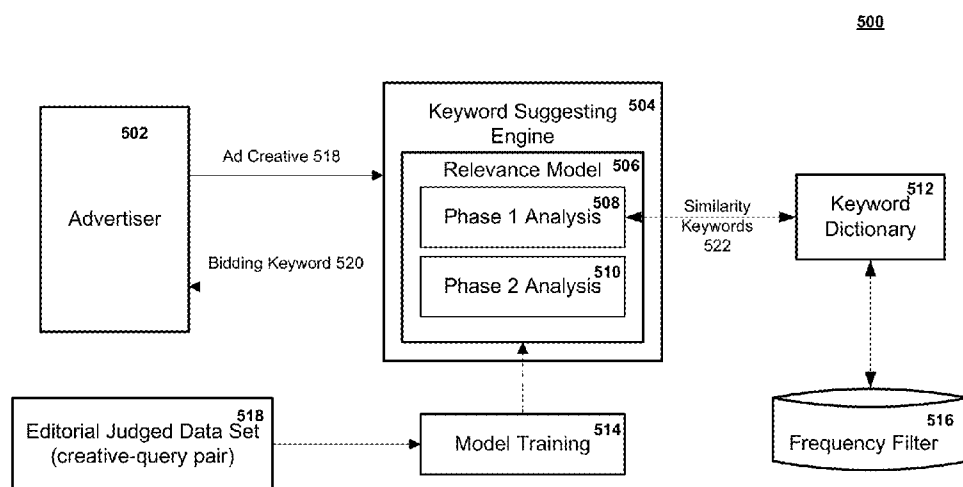 500
502
Advertiser
Ad Creative 518
Bidding Keyword 520
Keyword Suggesting 504
Engine
Relevance Model 506
Phase 1 Analysis 508
Phase 2 Analysis 510
Similarity
Keywords
522
512
Keyword
Dictionary
518
Editorial Judged Data Set
(creative-query pair)
514
Model Training
516
Frequency Filter